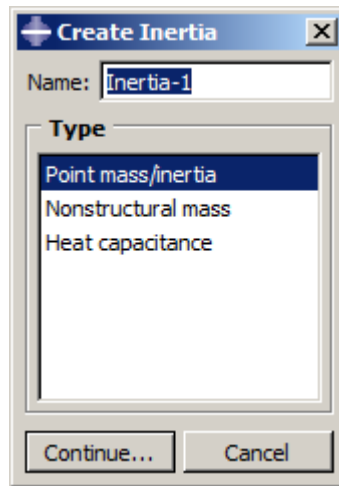 Create Inertia
Name: Inertia-1
Type
Point mass/inertia
Nonstructural mass
Heat capacitance
Continue... Cancel